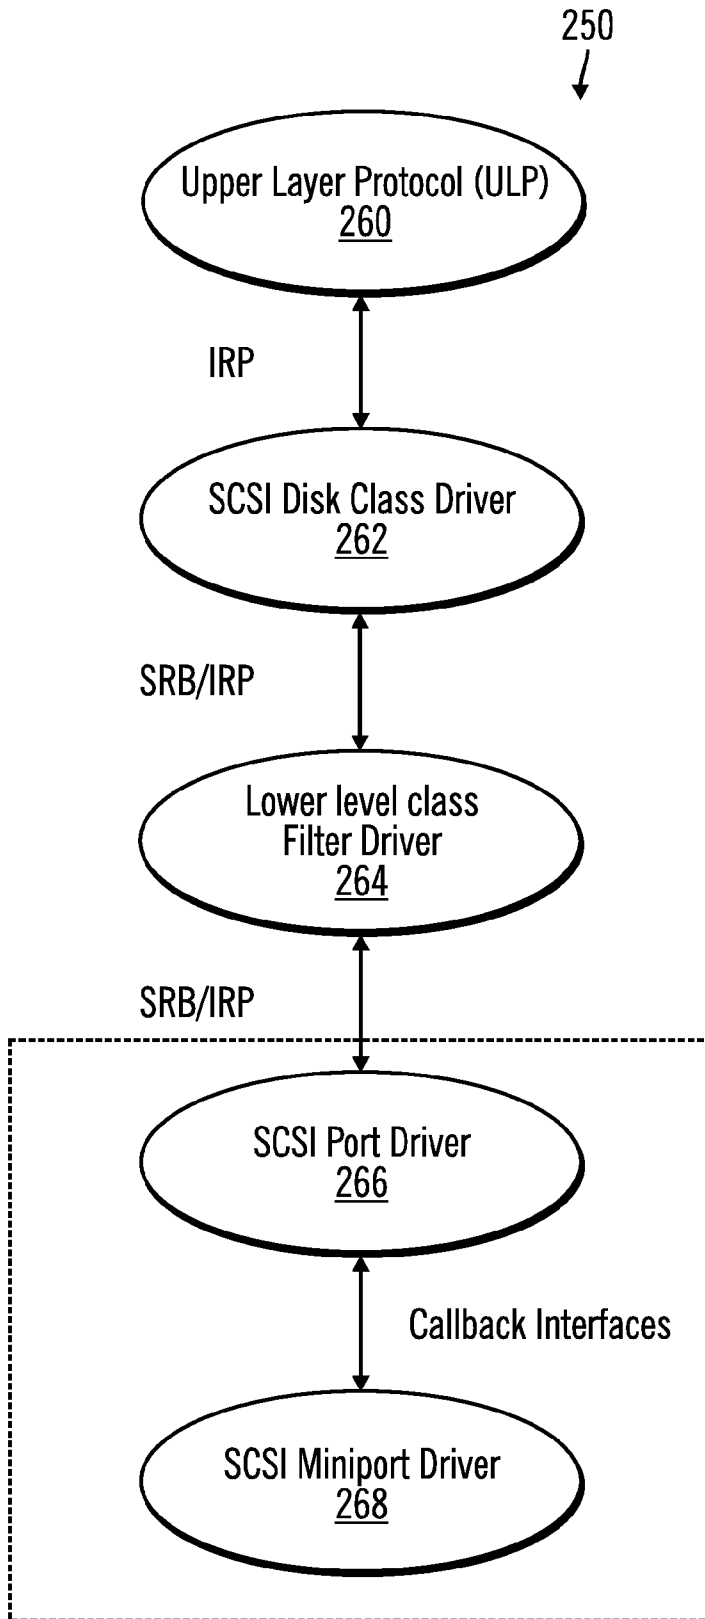 250
Upper Layer Protocol (ULP)
260
IRP
SCSI Disk Class Driver
262
SRB/IRP
Lower level class
Filter Driver
264
SRB/IRP
SCSI Port Driver
266
Callback Interfaces
SCSI Miniport Driver
268